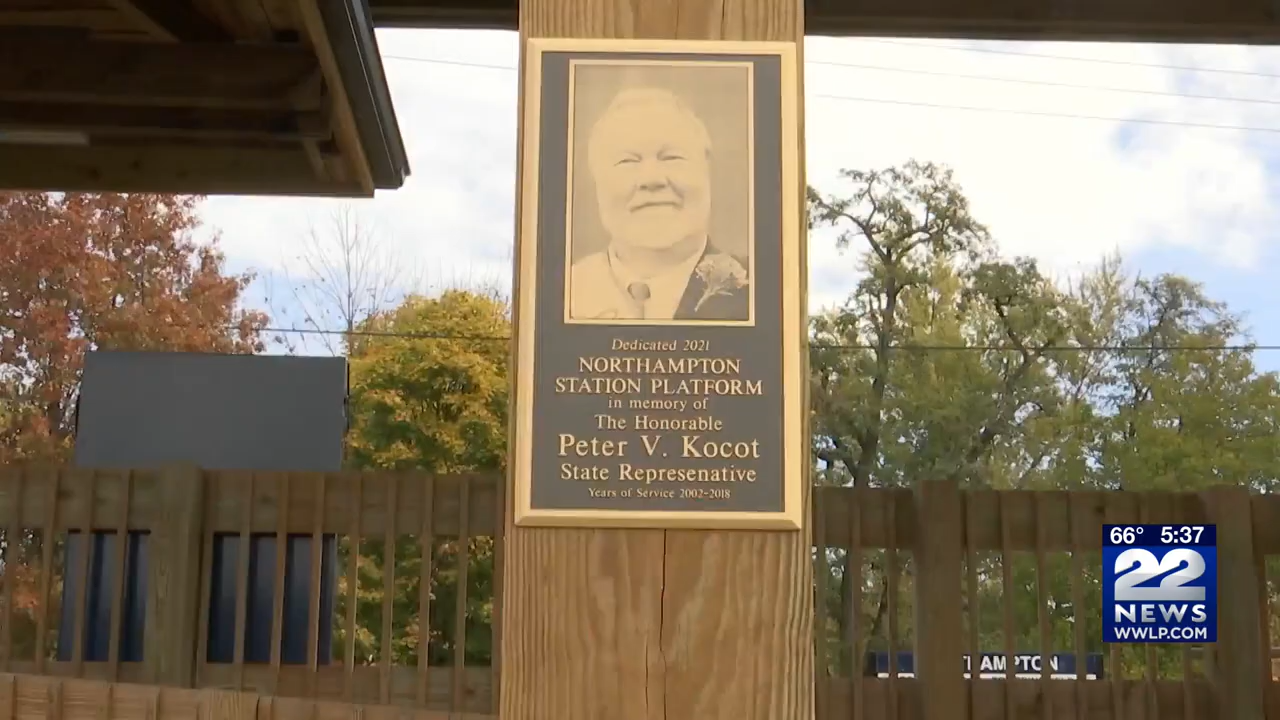 Dedicated 2021
NORTHAMPTON
STATION PLATFORM
in memory of
The Honorable
Peter V. Kocot
State Represenative
Years of Service 2002-2018
66° 5:37
22
NEWS
WWLP.COM
THAMPTON